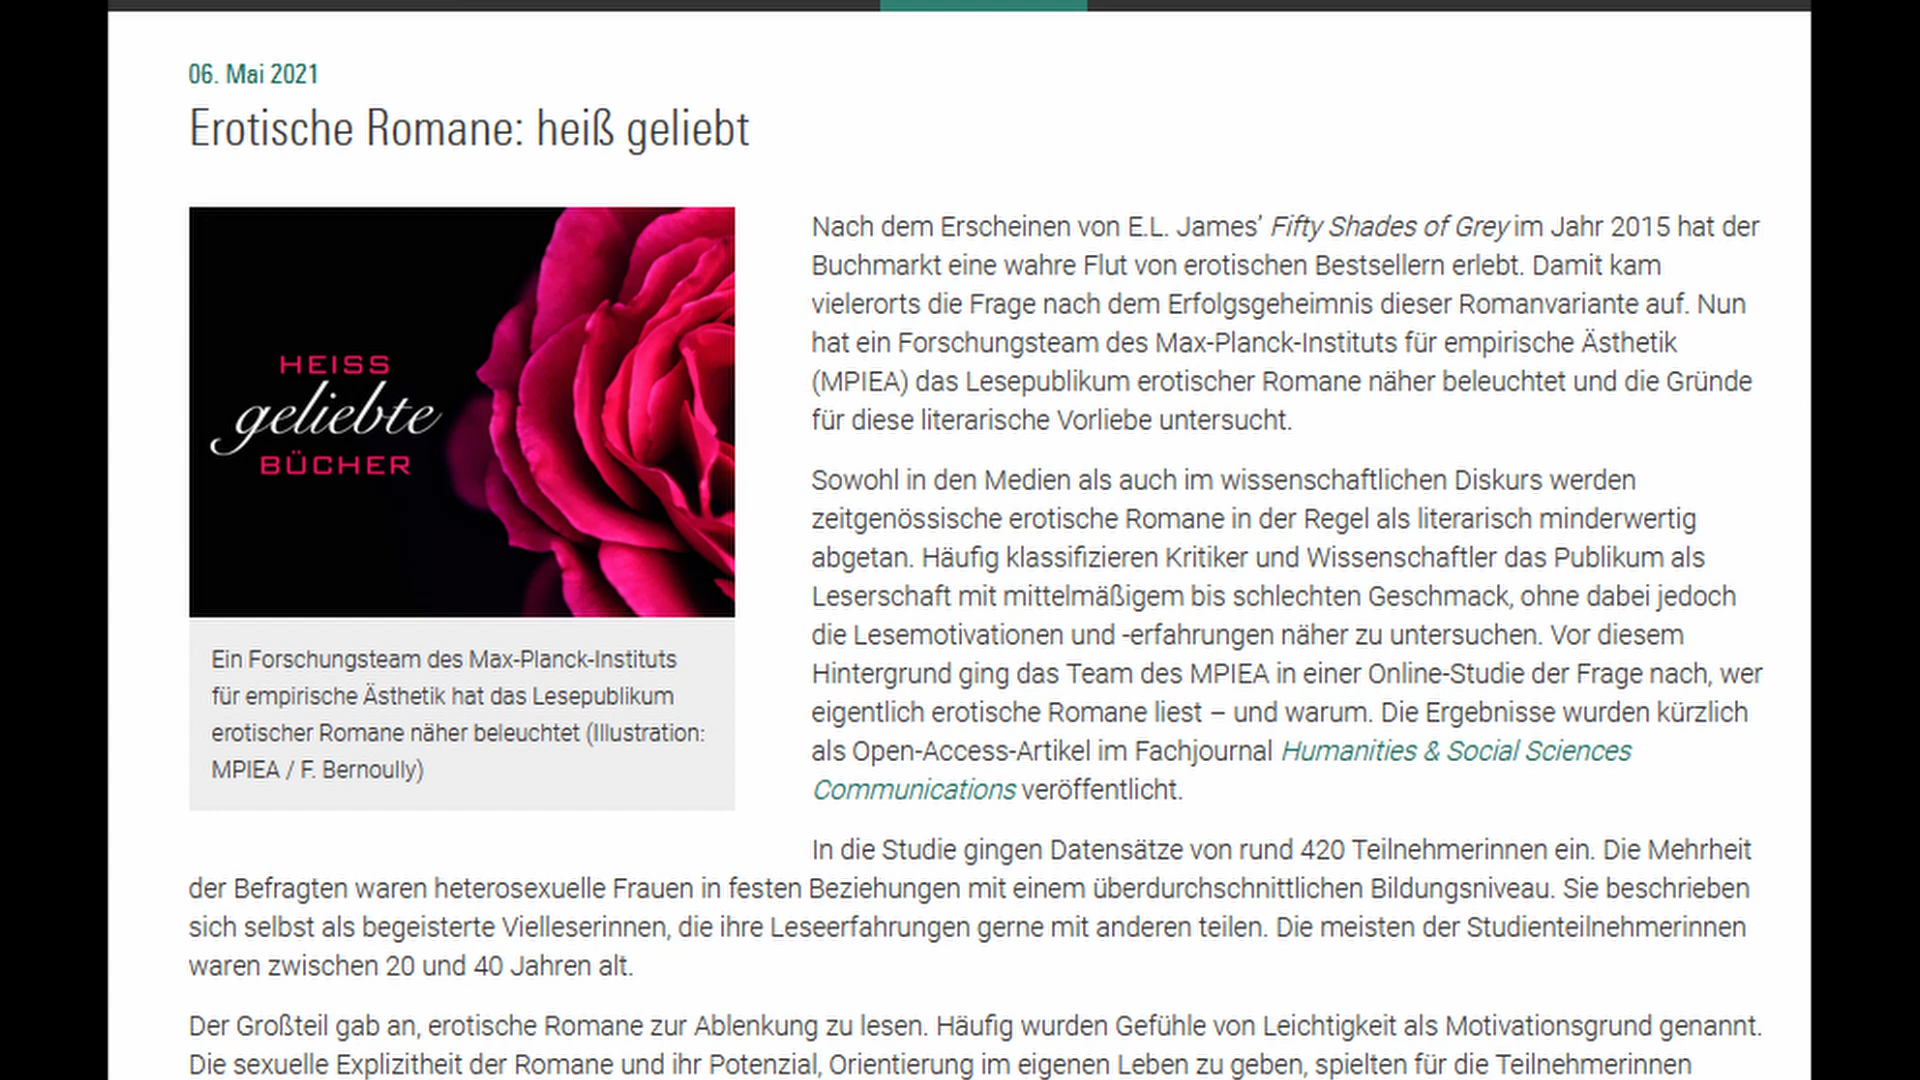 06. Mai 2021
Erotische Romane: heiß geliebt
HEISS
geliebte
BÜCHER
Ein Forschungsteam des Max-Planck-Instituts
für empirische Ästhetik hat das Lesepublikum
erotischer Romane näher beleuchtet (Illustration:
MPIEA / F. Bernoully)
Nach dem Erscheinen von E.L. James’ Fifty Shades of Grey im Jahr 2015 hat der
Buchmarkt eine wahre Flut von erotischen Bestsellern erlebt. Damit kam
vielerorts die Frage nach dem Erfolgsgeheimnis dieser Romanvariante auf. Nun
hat ein Forschungsteam des Max-Planck-Instituts für empirische Ästhetik
(MPIEA) das Lesepublikum erotischer Romane näher beleuchtet und die Gründe
für diese literarische Vorliebe untersucht.
Sowohl in den Medien als auch im wissenschaftlichen Diskurs werden
zeitgenössische erotische Romane in der Regel als literarisch minderwertig
abgetan. Häufig klassifizieren Kritiker und Wissenschaftler das Publikum als
Leserschaft mit mittelmäßigem bis schlechten Geschmack, ohne dabei jedoch
die Lesemotivationen und -erfahrungen näher zu untersuchen. Vor diesem
Hintergrund ging das Team des MPIEA in einer Online-Studie der Frage nach, wer
eigentlich erotische Romane liest – und warum. Die Ergebnisse wurden kürzlich
als Open-Access-Artikel im Fachjournal Humanities & Social Sciences
Communications veröffentlicht.
In die Studie gingen Datensätze von rund 420 Teilnehmerinnen ein. Die Mehrheit
der Befragten waren heterosexuelle Frauen in festen Beziehungen mit einem überdurchschnittlichen Bildungsniveau. Sie beschrieben
sich selbst als begeisterte Vielleserinnen, die ihre Leseerfahrungen gerne mit anderen teilen. Die meisten der Studienteilnehmerinnen
waren zwischen 20 und 40 Jahren alt.
Der Großteil gab an, erotische Romane zur Ablenkung zu lesen. Häufig wurden Gefühle von Leichtigkeit als Motivationsgrund genannt.
Die sexuelle Explizitheit der Romane und ihr Potenzial, Orientierung im eigenen Leben zu geben, spielten für die Teilnehmerinnen